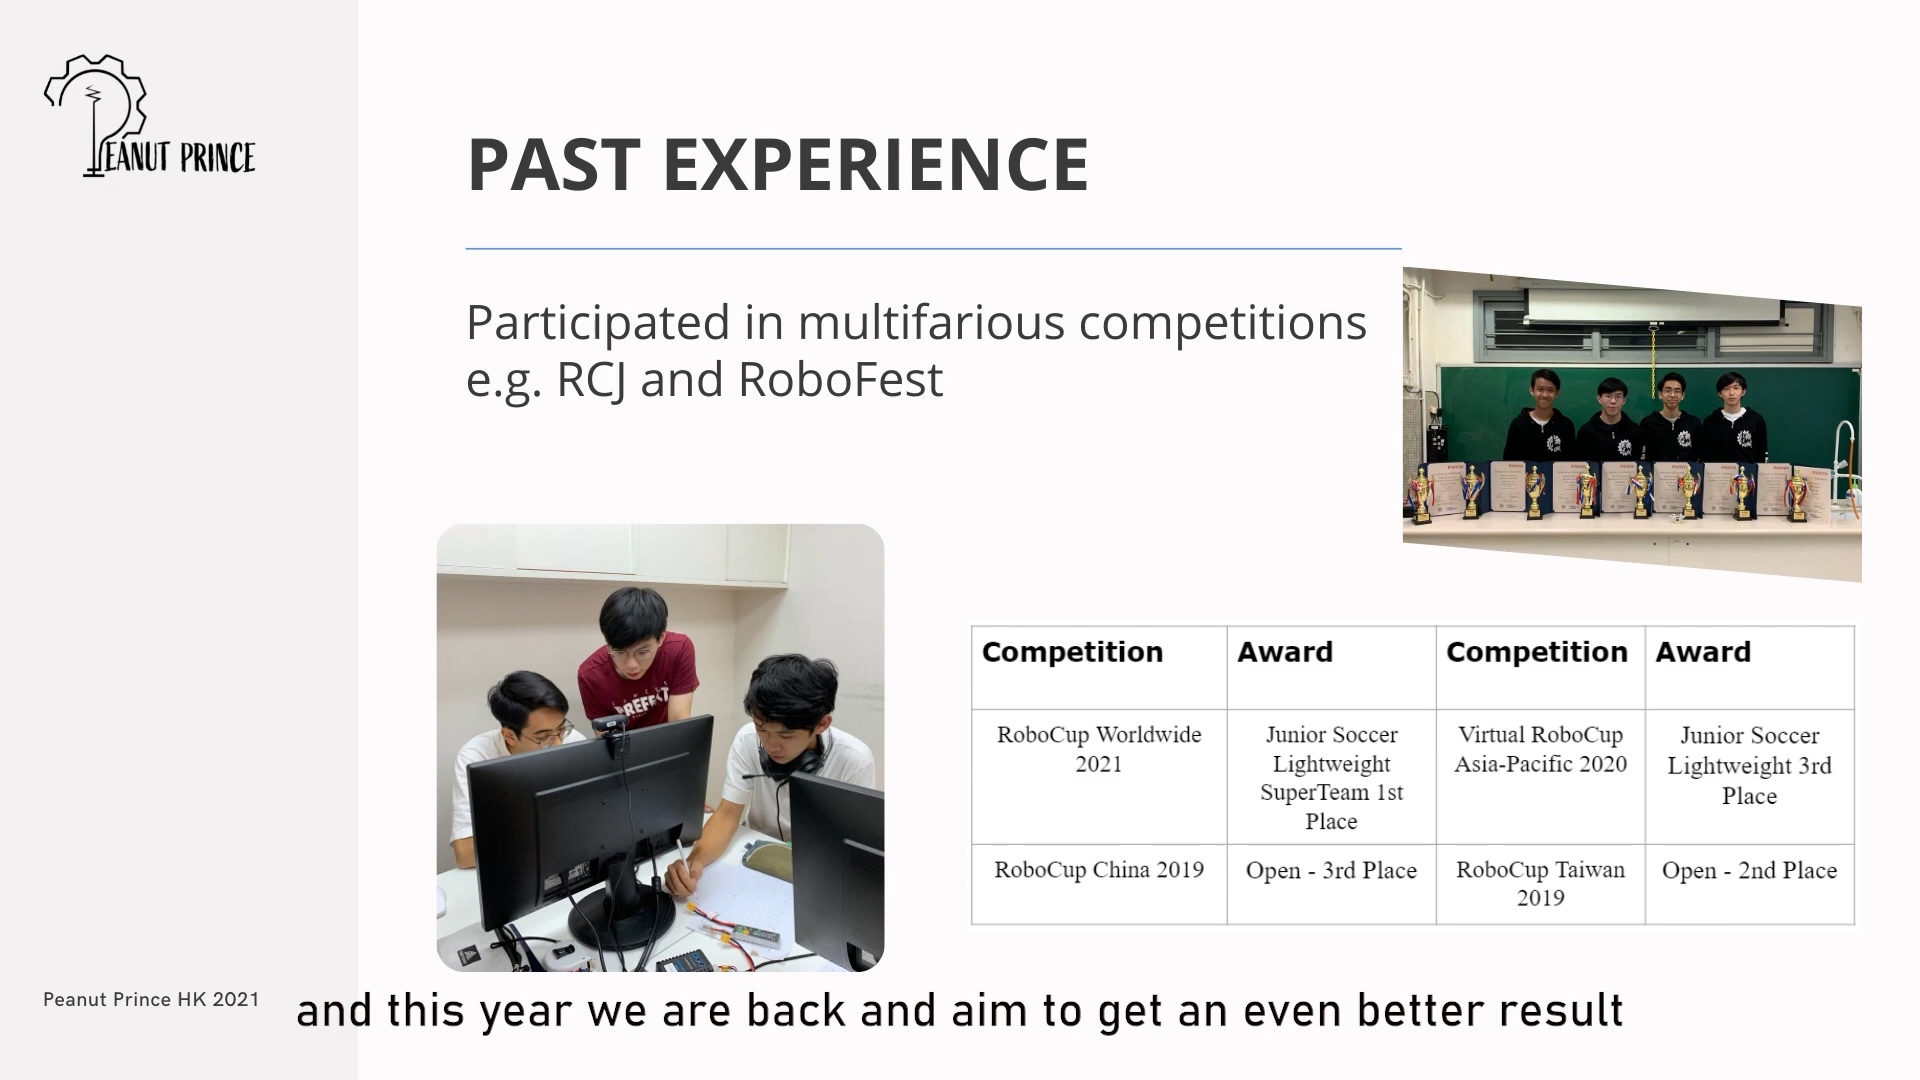 PEANUT PRINCE
PAST EXPERIENCE
Participated in multifarious competitions
e.g. RCJ and RoboFest
PREFECT
Competition Award Competition Award
RoboCup Worldwide
2021
Junior Soccer
Lightweight
SuperTeam 1st
Place
Virtual RoboCup
Asia-Pacific 2020
Junior Soccer
Lightweight 3rd
Place
RoboCup China 2019
Open - 3rd Place
RoboCup Taiwan
2019
Open - 2nd Place
Peanut Prince HK 2021
and this year we are back and aim to get an even better result